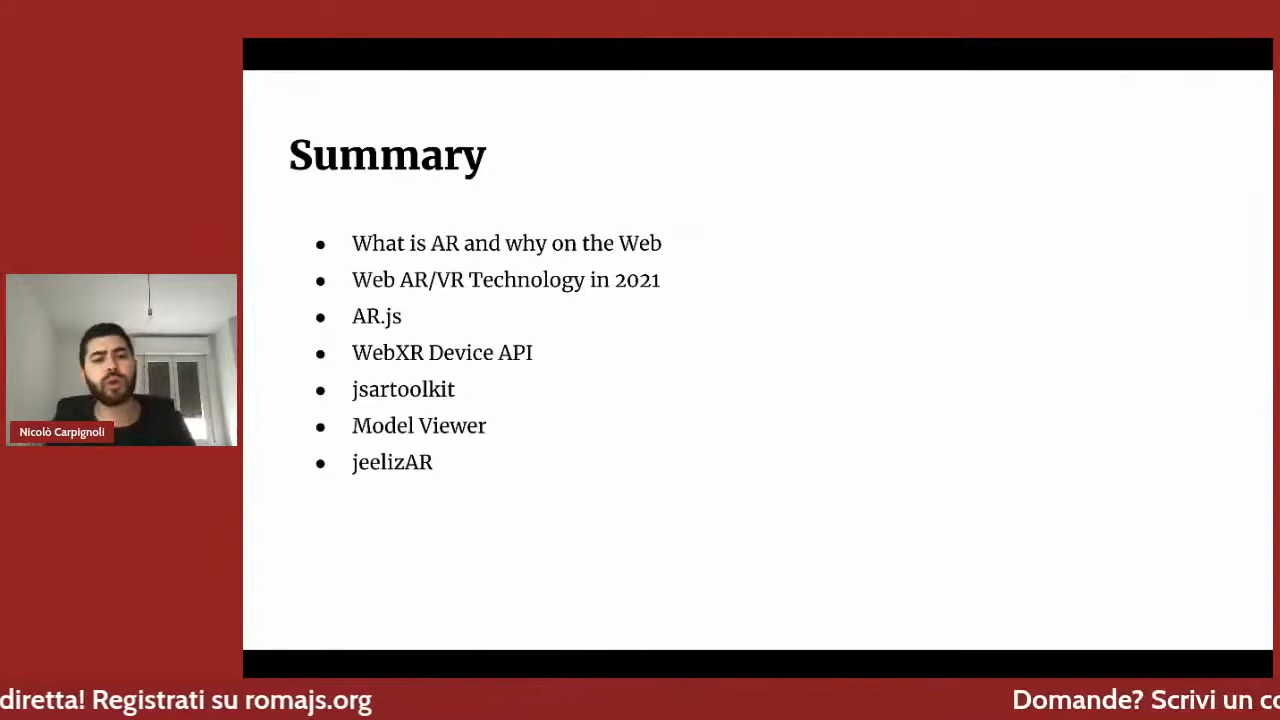 Summary
What is AR and why on the Web
Web AR/VR Technology in 2021
AR.js
WebXR Device API
jsartoolkit
Model Viewer
jeelizAR
Nicolò Carpignoli
diretta! Registrati su romajs.org
Domande? Scrivi un